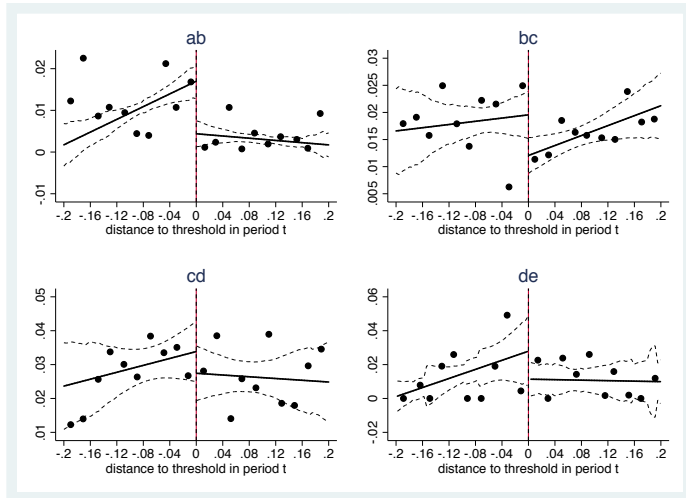 ab
.02
.01
0
-.01
-.2 -.16 -.12 -.08 -.04 0 .04 .08 .12 .16 .2
distance to threshold in period t
bc
.03
.025
.02
.015
.01
.005
-.2 -.16 -.12 -.08 -.04 0 .04 .08 .12 .16 .2
distance to threshold in period t
cd
.05
.04
.03
.02
.01
-.2 -.16 -.12 -.08 -.04 0 .04 .08 .12 .16 .2
distance to threshold in period t
de
.06
.04
.02
0
-.02
-.2 -.16 -.12 -.08 -.04 0 .04 .08 .12 .16 .2
distance to threshold in period t